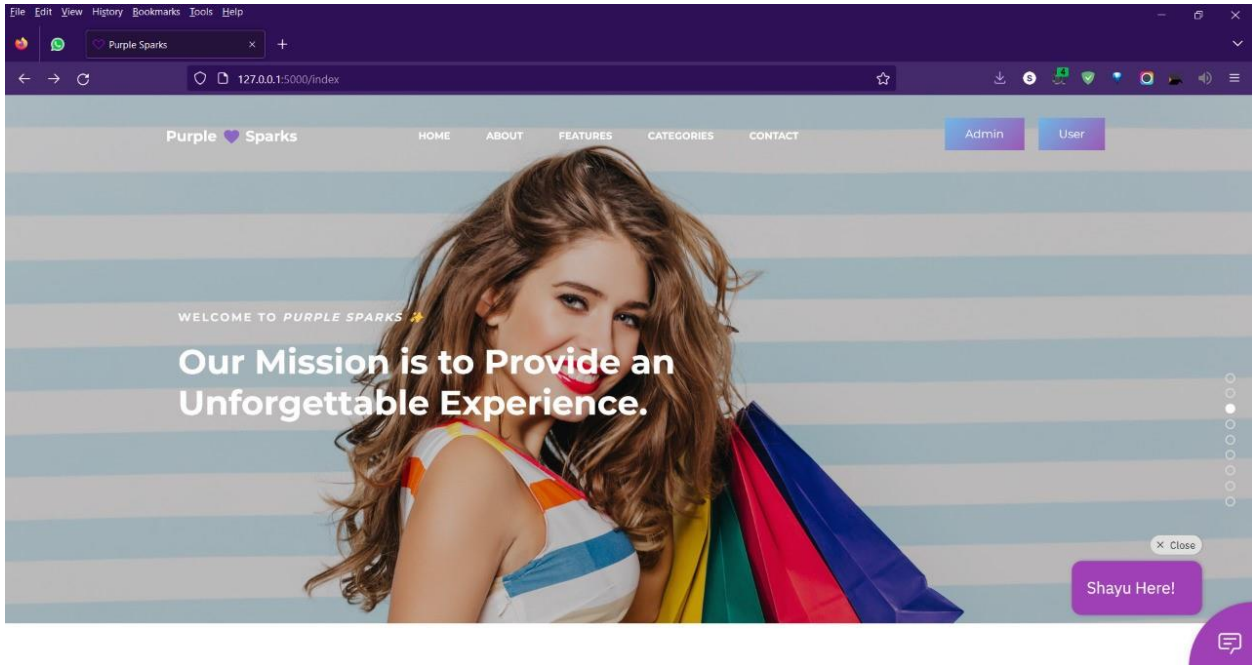 File Edit View History Bookmarks Tools Help
Purple Sparks
127.0.0.1:5000/index
Purple 💜 Sparks HOME ABOUT FEATURES CATEGORIES CONTACT Admin User
WELCOME TO PURPLE SPARKS ✨
Our Mission is to Provide an
Unforgettable Experience.
Close
Shayu Here!